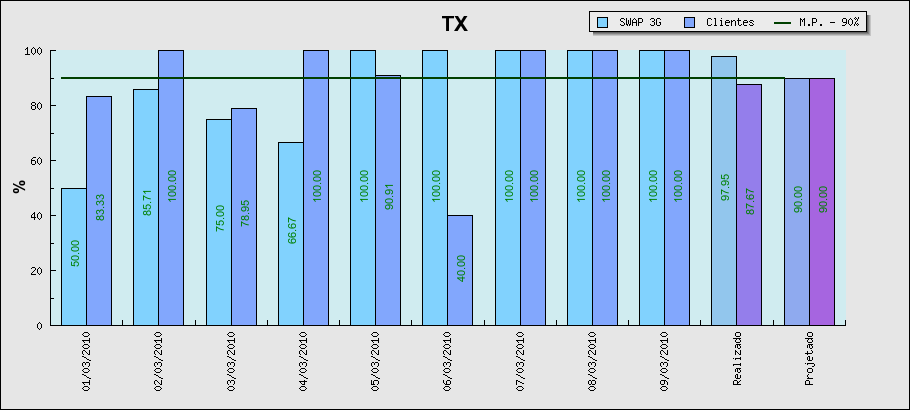 TX
SWAP 3G Clientes M.P. - 90%
100
80
60
40
20
0
%
50.00 83.33 85.71 100.00 75.00 78.95 66.67 100.00 100.00 90.91 100.00 40.00 100.00 100.00 100.00 100.00 100.00 100.00 97.95 87.67 90.00 90.00
01/03/2010 02/03/2010 03/03/2010 04/03/2010 05/03/2010 06/03/2010 07/03/2010 08/03/2010 09/03/2010 Realizado Projetado